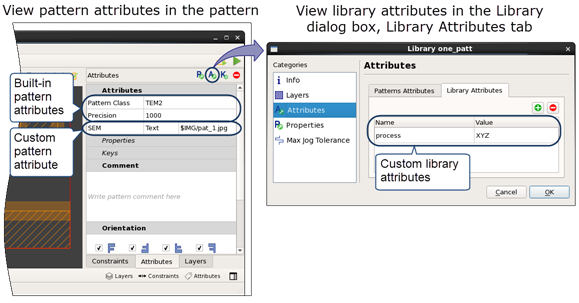 View pattern attributes in the pattern
View library attributes in the Library
dialog box, Library Attributes tab
Attributes
Built-in
pattern
attributes
Custom
pattern
attribute
Attributes
Pattern Class TEM2
Precision 1000
SEM Text $IMG/pat_1.jpg
Properties
Keys
Comment
Write pattern comment here
Orientation
Constraints Attributes Layers
Layers Constraints Attributes
Library one_patt
Categories
Info
Layers
Attributes
Properties
Max Jog Tolerance
Attributes
Patterns Attributes Library Attributes
Name Value
process XYZ
Custom library
attributes
Cancel OK